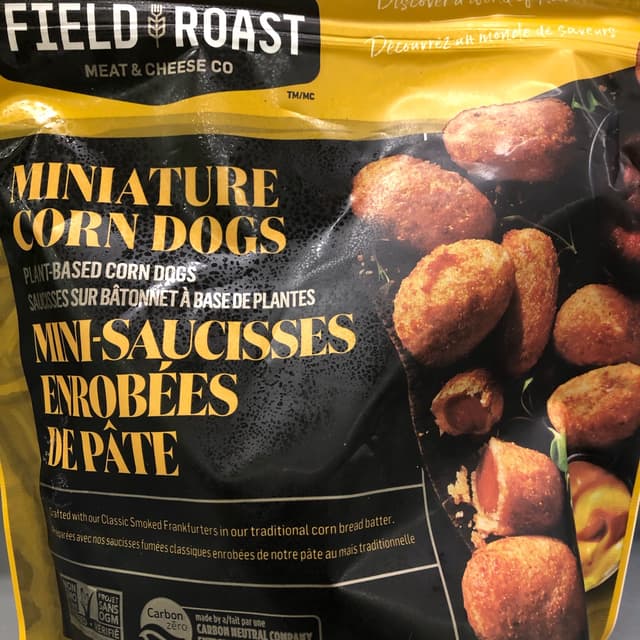 FIELD ROAST
MEAT & CHEESE CO
TM/MC
Découvrez un monde de saveurs
MINIATURE
CORN DOGS
PLANT-BASED CORN DOGS
SAUCISSES SUR BÂTONNET À BASE DE PLANTES
MINI-SAUCISSES
ENROBÉES
DE PÂTE
Crafted with our Classic Smoked Frankfurters in our traditional corn bread batter.
Préparées avec nos saucisses fumées classiques enrobées de notre pâte au maïs traditionnelle
PROJET
SANS
OGM
VÉRIFIÉ
Carbon
zérO
made by a/fait par une
CARBON NEUTRAL COMPANY